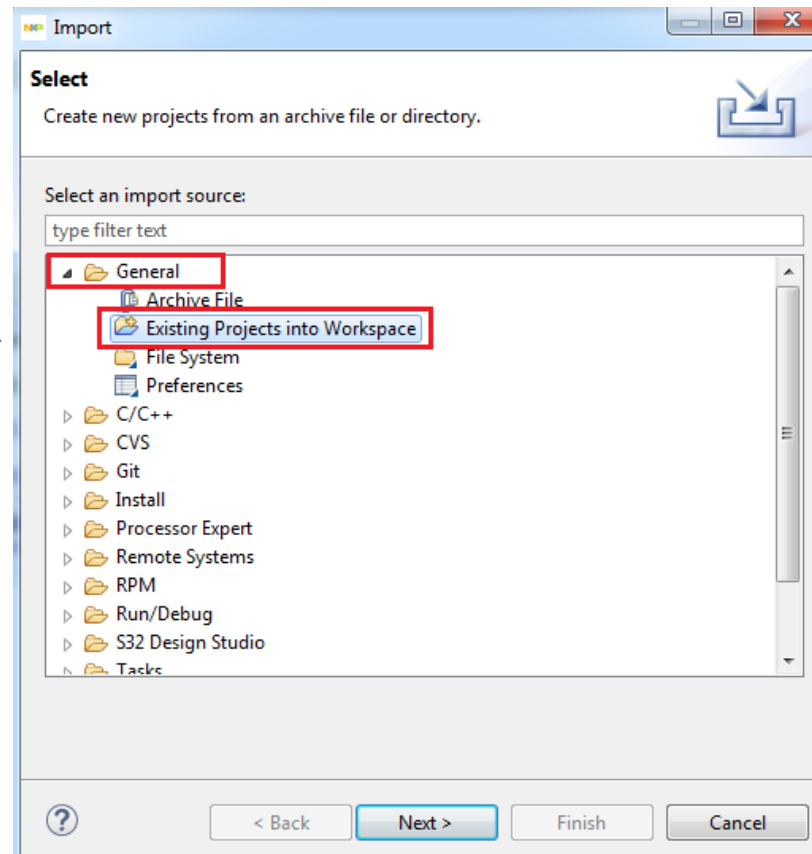 NXP Import
Select
Create new projects from an archive file or directory.
Select an import source:
type filter text
General
Archive File
Existing Projects into Workspace
File System
Preferences
C/C++
CVS
Git
Install
Processor Expert
Remote Systems
RPM
Run/Debug
S32 Design Studio
Tasks
?
< Back Next > Finish Cancel